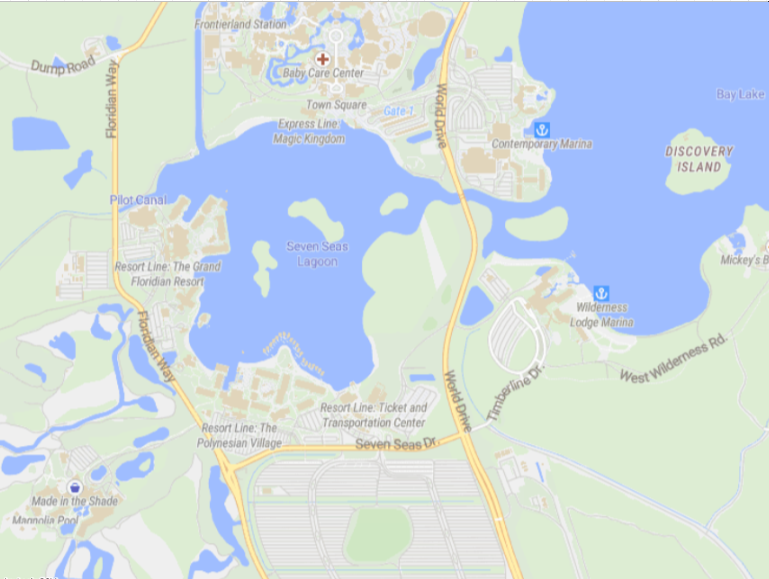 Frontierland Station
Dump Road
Floridian Way
Baby Care Center
World Drive
Bay Lake
Town Square
Gate 1
Express Line
Magic Kingdom
Contemporary Marina
DISCOVERY
ISLAND
Pilot Canal
Seven Seas
Lagoon
Mickey's B
Resort Line: The Grand
Floridian Resort
Wilderness
Lodge Marina
Floridian Way
West Wilderness Rd.
World Drive
Timberline Dr.
Resort Line: Ticket and
Transportation Center
Resort Line: The
Polynesian Village
Seven Seas Dr.
Made in the Shade
Magnolia Pool